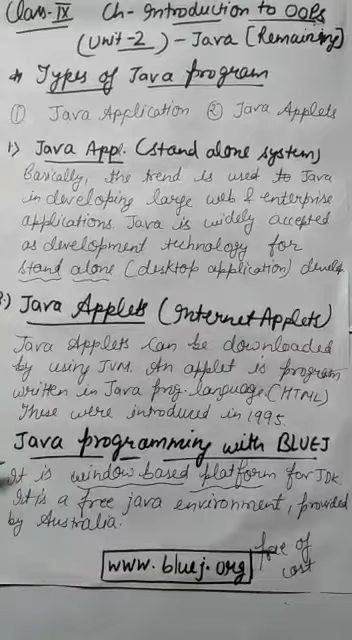 Class-IX Ch- Introduction to OOPs
(Unit-2) - Java [Remaining]
* Types of Java program
① Java Application ② Java Applets
1) Java Appl. (stand alone system)
Basically, the trend is used to Java
in developing large web & enterprise
applications. Java is widely accepted
as development technology for
stand alone (desktop application) develop
2.) Java Applets (Internet Applets)
Java Applets can be downloaded
by using JVM. An applet is program
written in Java prog. language (HTML)
These were introduced in 1995.
Java programming with BLUEJ
It is window based platform for JDK.
It is a free java environment, provided
by Australia.
www.bluej.org free of
cost